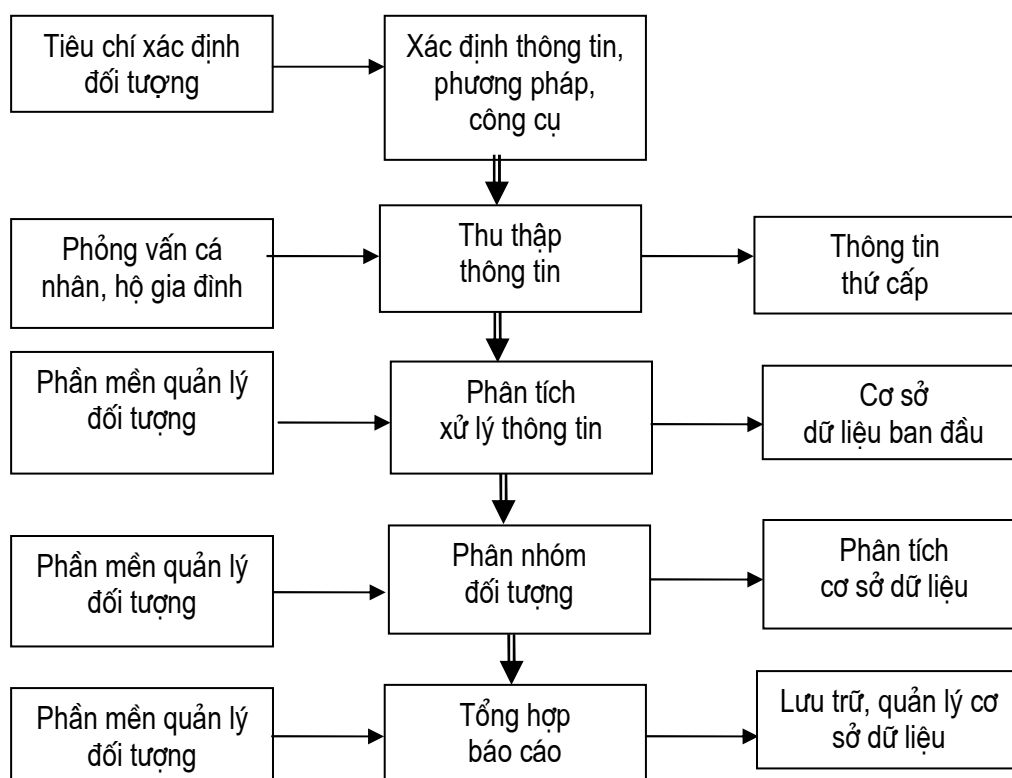 Tiêu chí xác định
đối tượng
Xác định thông tin,
phương pháp,
công cụ
Phỏng vấn cá
nhân, hộ gia đình
Thu thập
thông tin
Thông tin
thứ cấp
Phần mền quản lý
đối tượng
Phân tích
xử lý thông tin
Cơ sở
dữ liệu ban đầu
Phần mền quản lý
đối tượng
Phân nhóm
đối tượng
Phân tích
cơ sở dữ liệu
Phần mền quản lý
đối tượng
Tổng hợp
báo cáo
Lưu trữ, quản lý cơ
sở dữ liệu